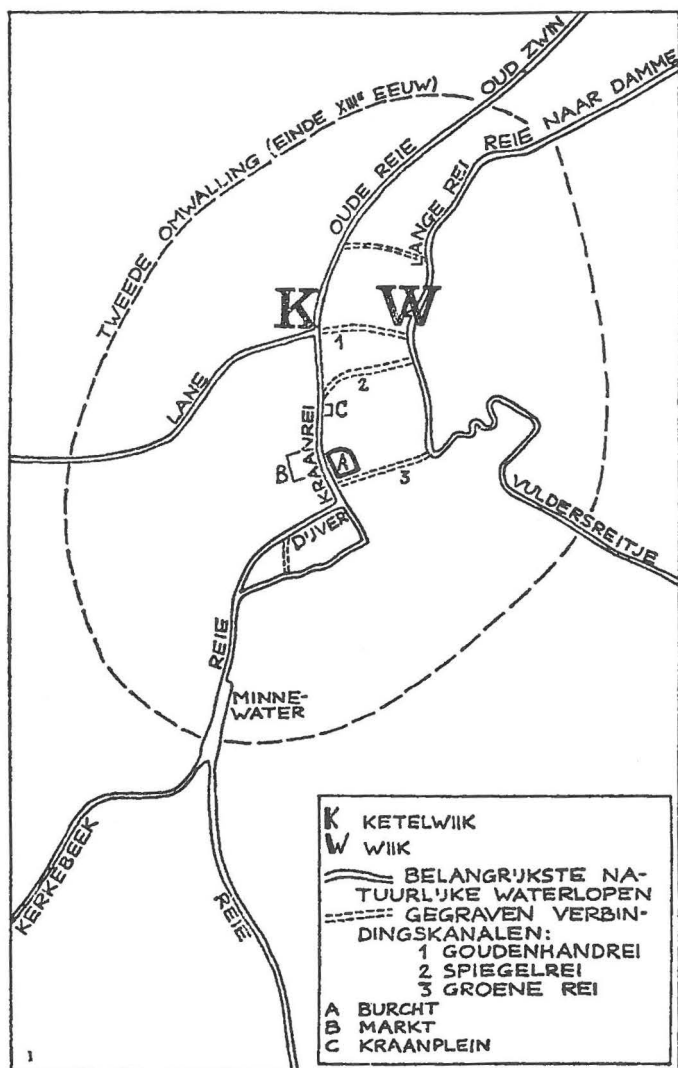 OUD ZWIN
REIE NAAR DAMME
TWEEDE OMWALLING (EINDE XIIIe EEUW)
OUDE REIE
LANGE REI
K
W
1
LANE
2
C
KRAANREI
B
A
3
DIJVER
VULDERSREITJE
REIE
MINNE-
WATER
KERKEBEEK
REIE
K KETELWIJK
W WIJK
BELANGRIJKSTE NA-
TUURLIJKE WATERLOPEN
GEGRAVEN VERBIN-
DINGSKANALEN:
1 GOUDENHANDREI
2 SPIEGELREI
3 GROENE REI
A BURCHT
B MARKT
C KRAANPLEIN
1